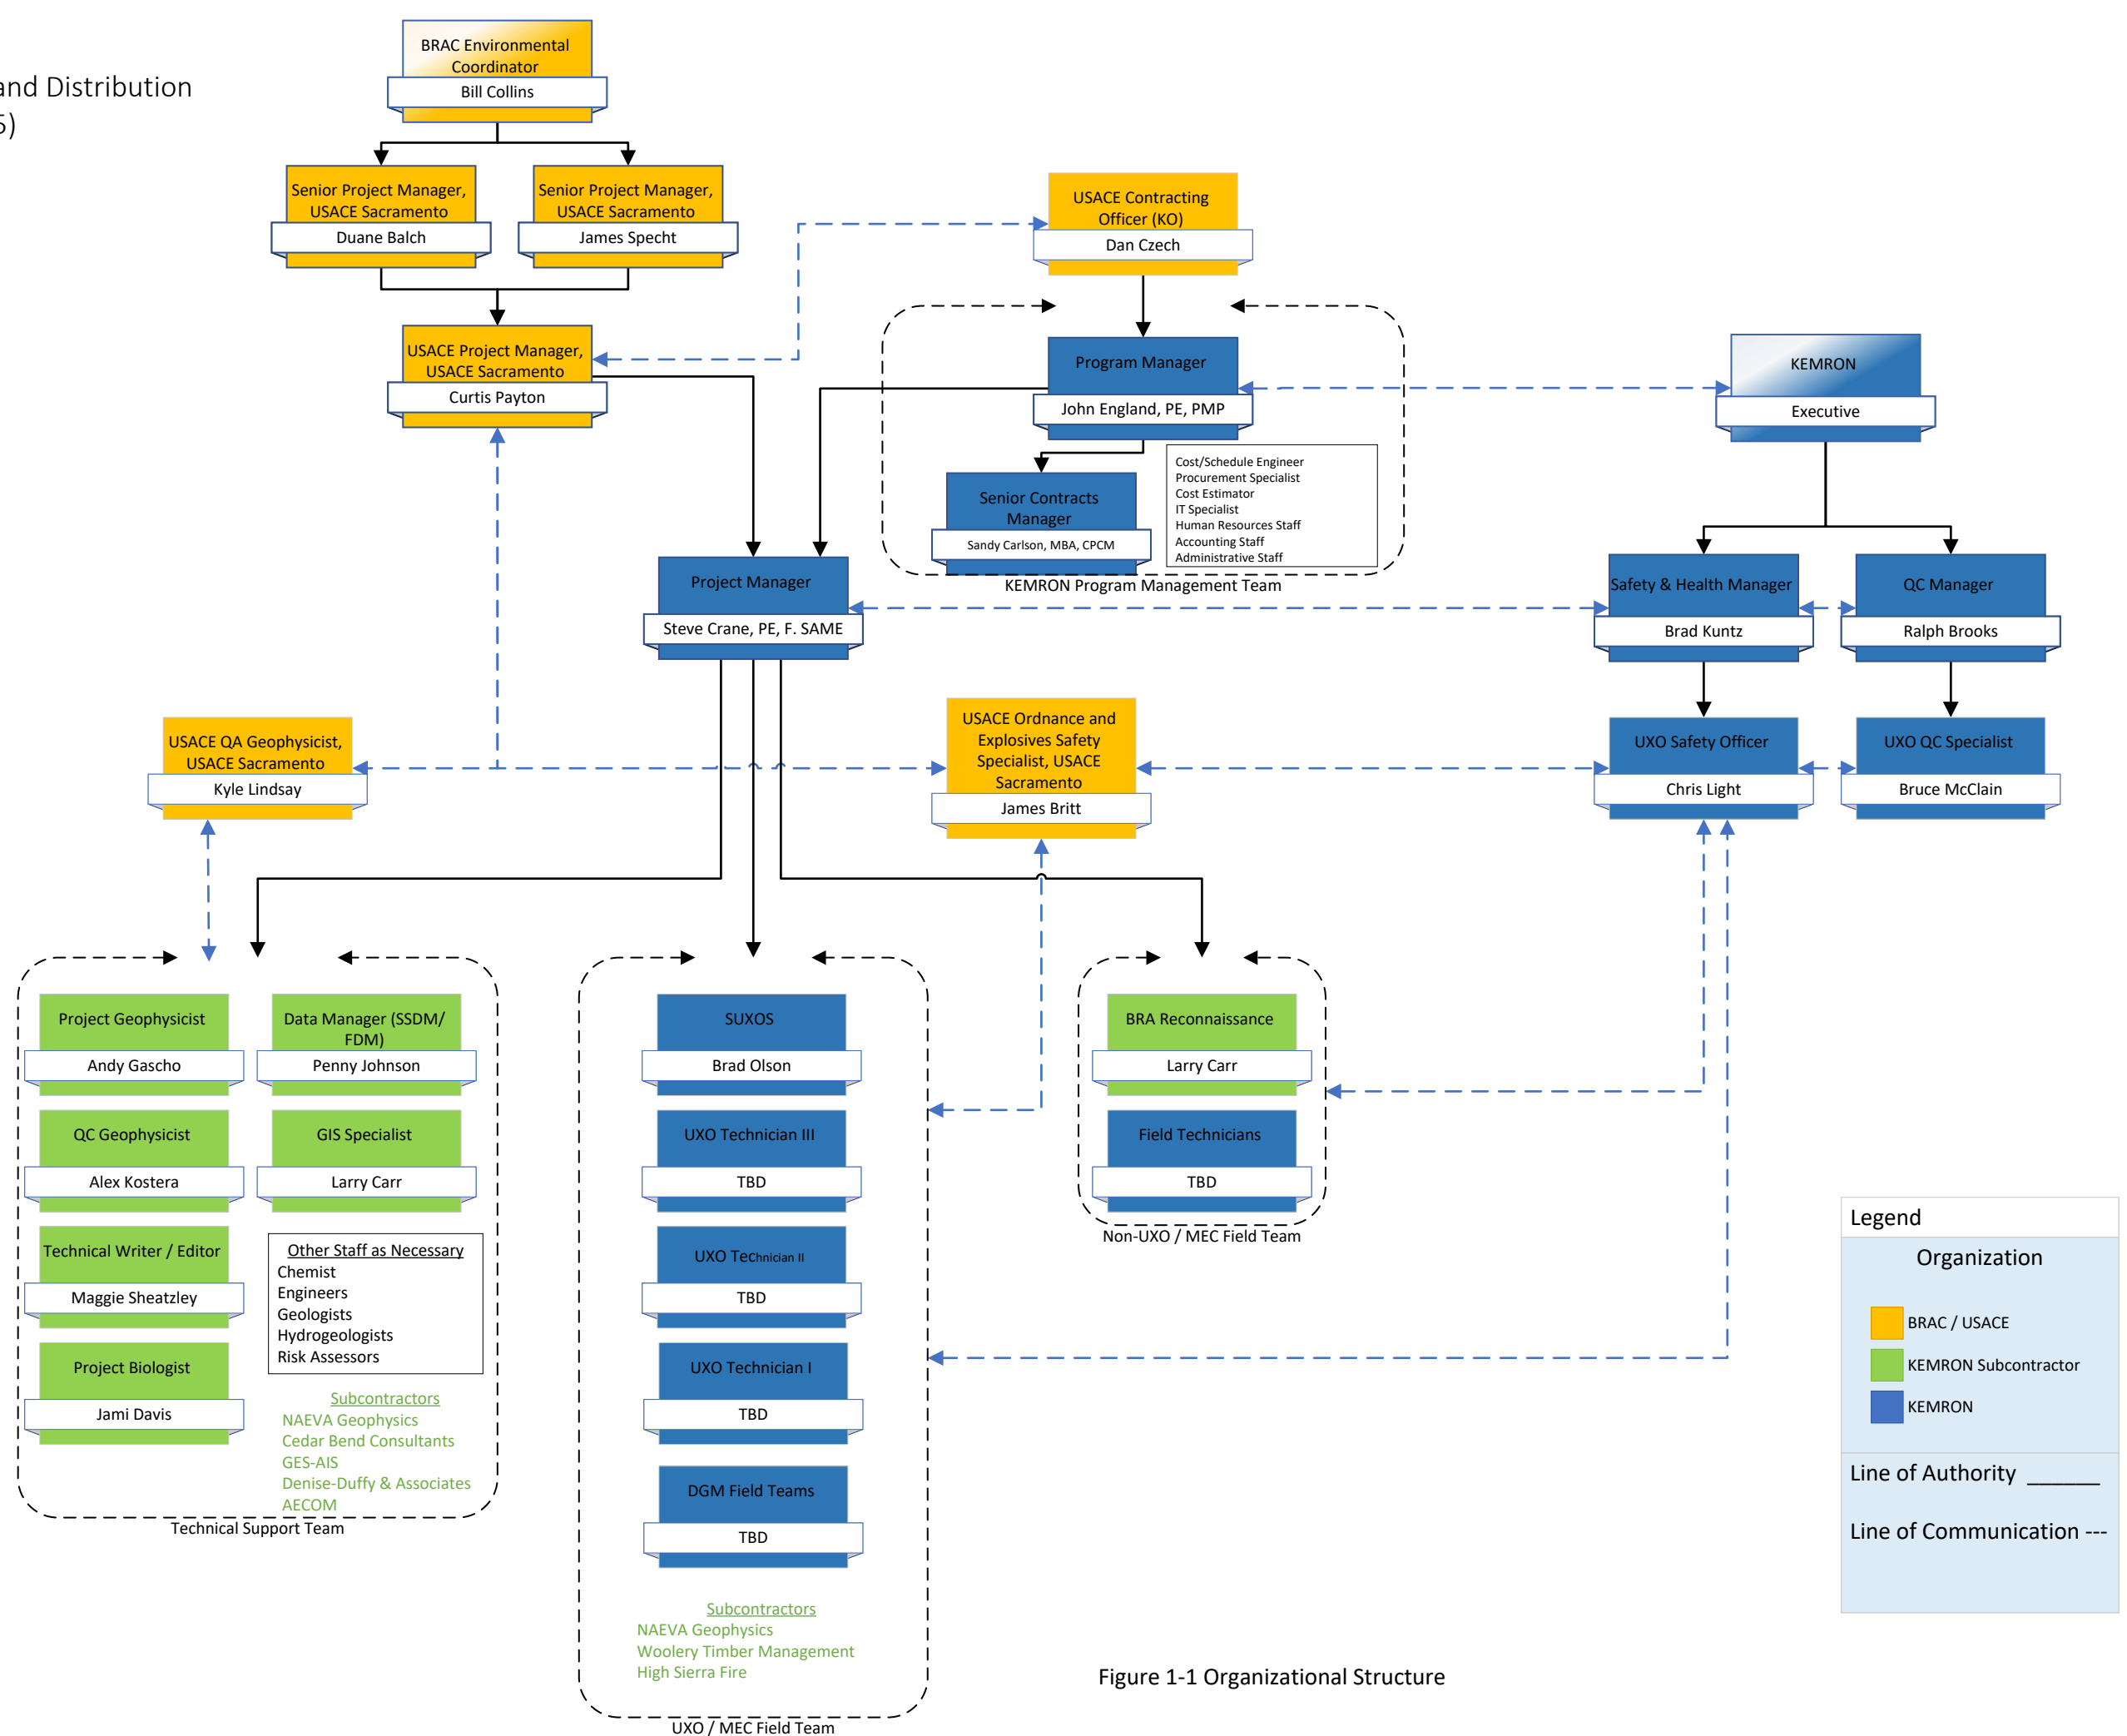 and Distribution
5)
BRAC Environmental
Coordinator
Bill Collins
Senior Project Manager,
USACE Sacramento
Duane Balch
Senior Project Manager,
USACE Sacramento
James Specht
USACE Contracting
Officer (KO)
Dan Czech
USACE Project Manager,
USACE Sacramento
Curtis Payton
Program Manager
John England, PE, PMP
KEMRON
Executive
Senior Contracts
Manager
Sandy Carlson, MBA, CPCM
Cost/Schedule Engineer
Procurement Specialist
Cost Estimator
IT Specialist
Human Resources Staff
Accounting Staff
Administrative Staff
KEMRON Program Management Team
Project Manager
Steve Crane, PE, F. SAME
Safety & Health Manager
Brad Kuntz
QC Manager
Ralph Brooks
USACE QA Geophysicist,
USACE Sacramento
Kyle Lindsay
USACE Ordnance and
Explosives Safety
Specialist, USACE
Sacramento
James Britt
UXO Safety Officer
Chris Light
UXO QC Specialist
Bruce McClain
Project Geophysicist
Andy Gascho
Data Manager (SSDM/
FDM)
Penny Johnson
QC Geophysicist
Alex Kostera
GIS Specialist
Larry Carr
Technical Writer / Editor
Maggie Sheatzley
Project Biologist
Jami Davis
Other Staff as Necessary
Chemist
Engineers
Geologists
Hydrogeologists
Risk Assessors
Subcontractors
NAEVA Geophysics
Cedar Bend Consultants
GES-AIS
Denise-Duffy & Associates
AECOM
Technical Support Team
SUXOS
Brad Olson
UXO Technician III
TBD
UXO Technician II
TBD
UXO Technician I
TBD
DGM Field Teams
TBD
Subcontractors
NAEVA Geophysics
Woolery Timber Management
High Sierra Fire
UXO / MEC Field Team
BRA Reconnaissance
Larry Carr
Field Technicians
TBD
Non-UXO / MEC Field Team
Legend
Organization
BRAC / USACE
KEMRON Subcontractor
KEMRON
Line of Authority ______
Line of Communication ---
Figure 1-1 Organizational Structure